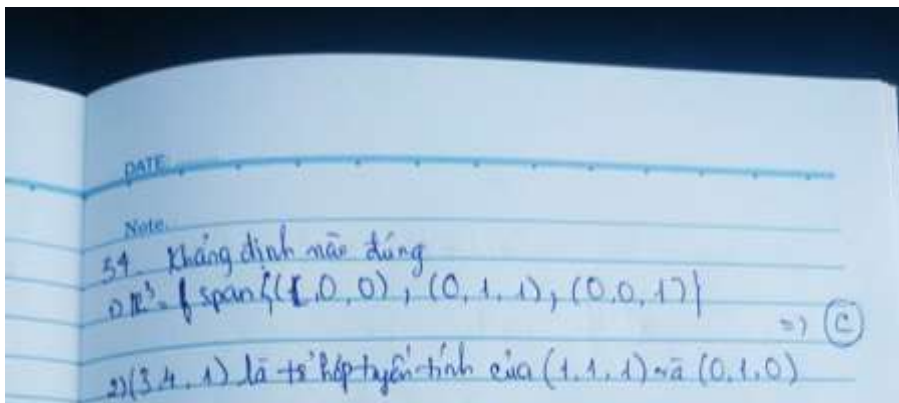 DATE
Note.
54. Khẳng định nào đúng
1) R³ = span{(1,0,0), (0,1,1), (0,0,1)}
=> C
2) (3,4,1) là tổ hợp tuyến tính của (1,1,1) và (0,1,0)